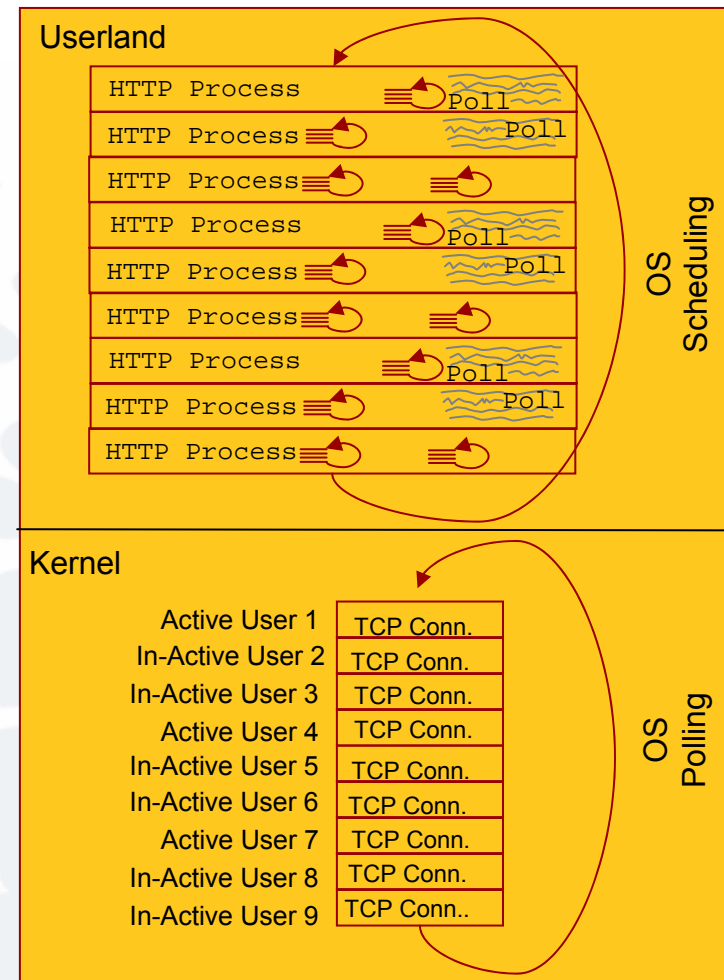 Userland
HTTP Process Poll
HTTP Process Poll
HTTP Process
HTTP Process Poll
HTTP Process Poll
HTTP Process
HTTP Process Poll
HTTP Process Poll
HTTP Process
OS
Scheduling
Kernel
Active User 1 TCP Conn.
In-Active User 2 TCP Conn.
In-Active User 3 TCP Conn.
Active User 4 TCP Conn.
In-Active User 5 TCP Conn.
In-Active User 6 TCP Conn.
Active User 7 TCP Conn.
In-Active User 8 TCP Conn.
In-Active User 9 TCP Conn..
OS
Polling